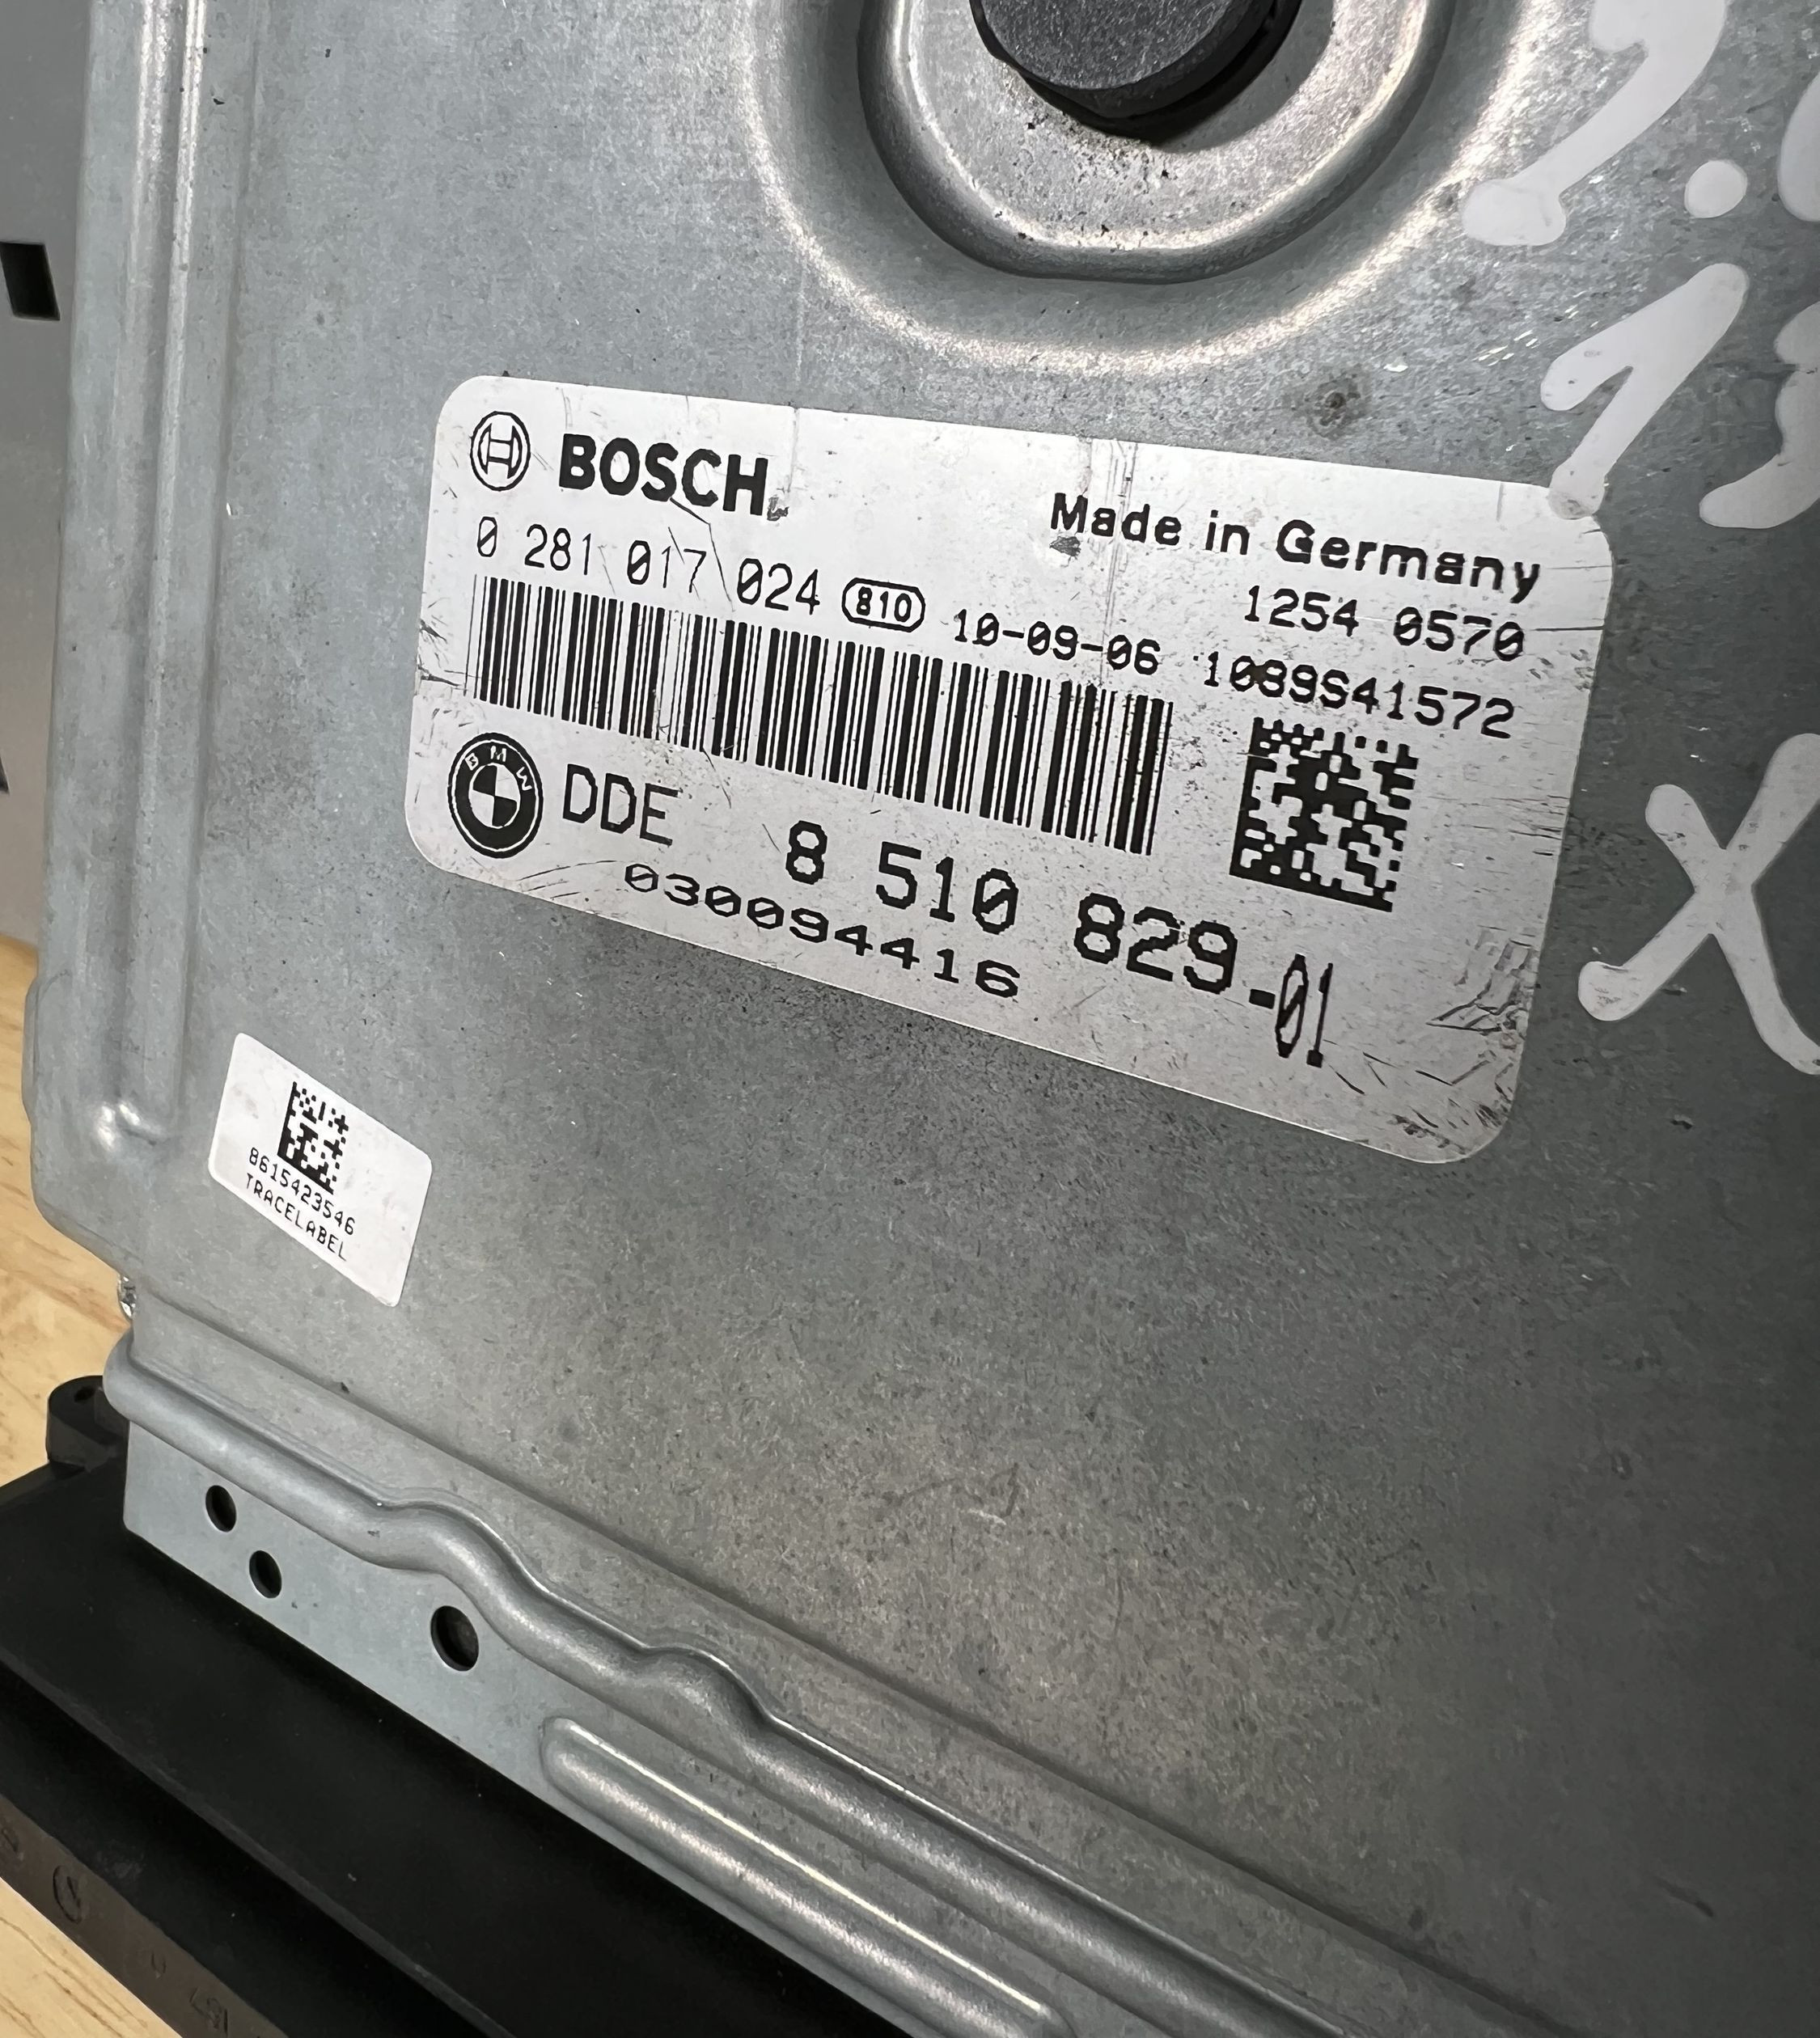 BOSCH
Made in Germany
0 281 017 024 810 10-09-06
1254 0570
1089S41572
BMW
DDE 8 510 829-01
030094416
8615423546
TRACELABEL
X